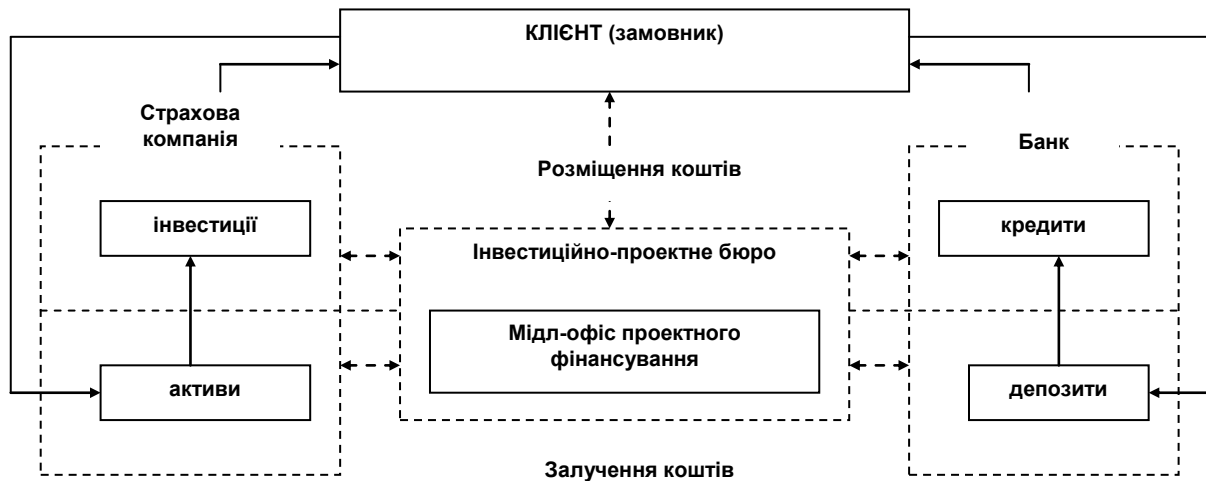 КЛІЄНТ (замовник)
Страхова
компанія
Банк
Розміщення коштів
інвестиції
Інвестиційно-проектне бюро
кредити
Мідл-офіс проектного
фінансування
активи
депозити
Залучення коштів